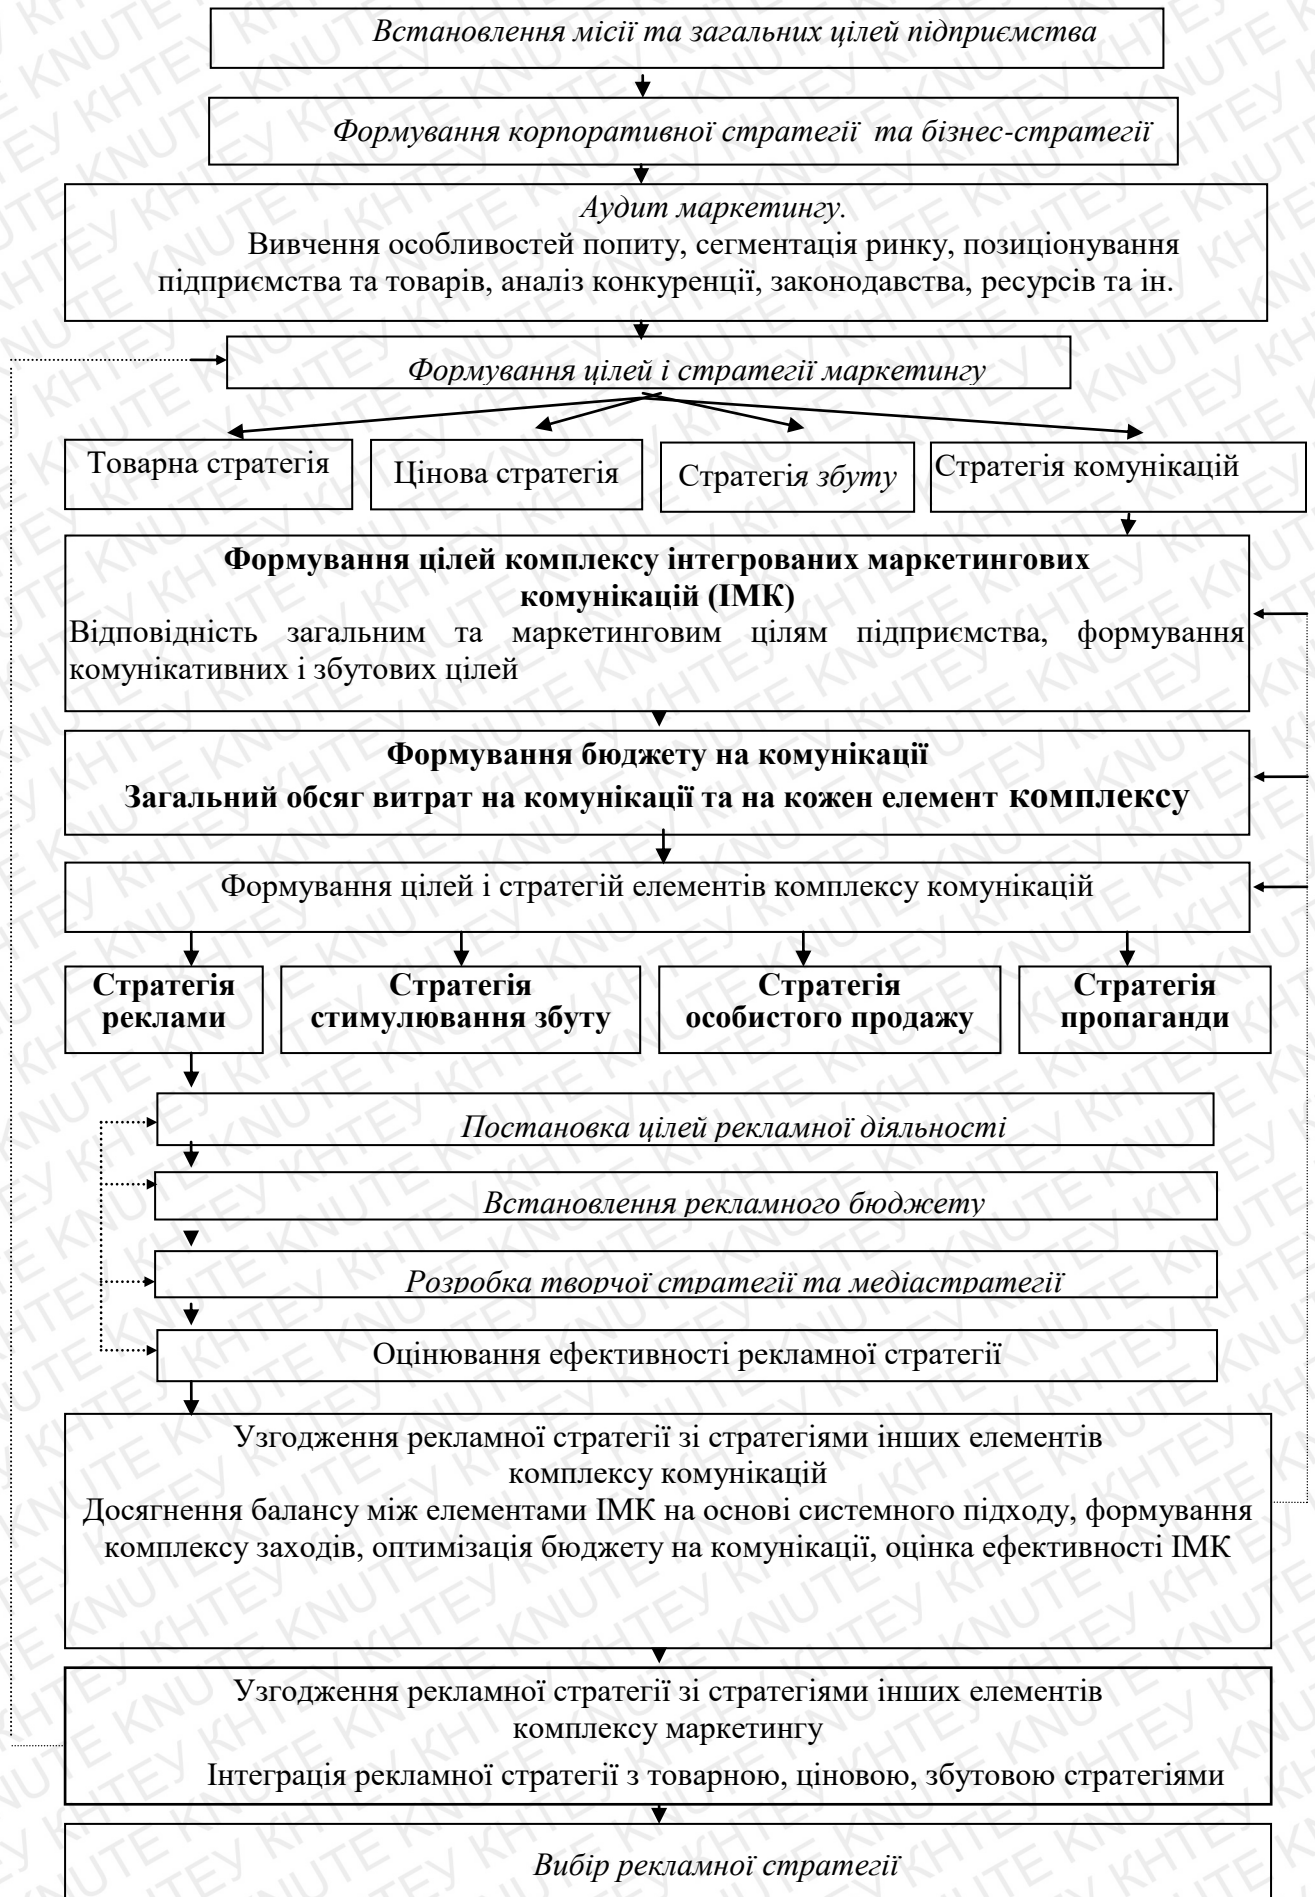 Встановлення місії та загальних цілей підприємства
Формування корпоративної стратегії та бізнес-стратегії
Аудит маркетингу.
Вивчення особливостей попиту, сегментація ринку, позиціонування
підприємства та товарів, аналіз конкуренції, законодавства, ресурсів та ін.
Формування цілей і стратегії маркетингу
Товарна стратегія
Цінова стратегія
Стратегія збуту
Стратегія комунікацій
Формування цілей комплексу інтегрованих маркетингових
комунікацій (ІМК)
Відповідність загальним та маркетинговим цілям підприємства, формування
комунікативних і збутових цілей
Формування бюджету на комунікації
Загальний обсяг витрат на комунікації та на кожен елемент комплексу
Формування цілей і стратегій елементів комплексу комунікацій
Стратегія
реклами
Стратегія
стимулювання збуту
Стратегія
особистого продажу
Стратегія
пропаганди
Постановка цілей рекламної діяльності
Встановлення рекламного бюджету
Розробка творчої стратегії та медіастратегії
Оцінювання ефективності рекламної стратегії
Узгодження рекламної стратегії зі стратегіями інших елементів
комплексу комунікацій
Досягнення балансу між елементами ІМК на основі системного підходу, формування
комплексу заходів, оптимізація бюджету на комунікації, оцінка ефективності ІМК
Узгодження рекламної стратегії зі стратегіями інших елементів
комплексу маркетингу
Інтеграція рекламної стратегії з товарною, ціновою, збутовою стратегіями
Вибір рекламної стратегії